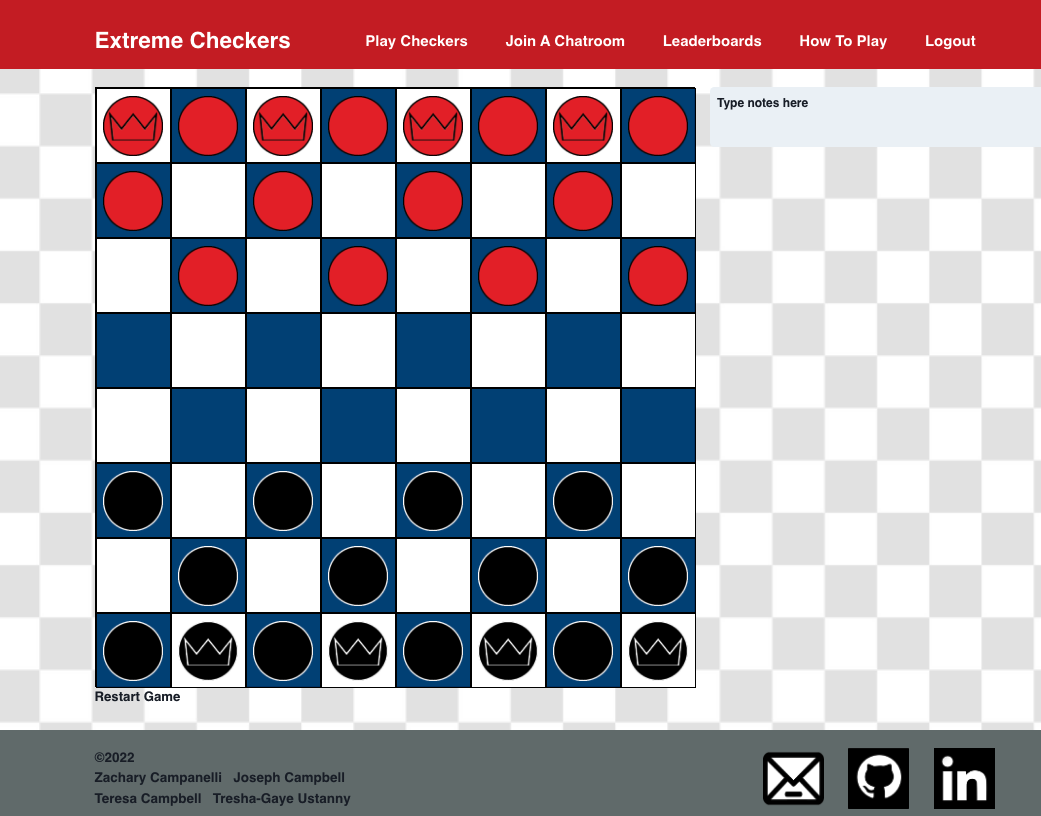 Extreme Checkers
Play Checkers
Join A Chatroom
Leaderboards
How To Play
Logout
Type notes here
Restart Game
©2022
Zachary Campanelli Joseph Campbell
Teresa Campbell Tresha-Gaye Ustanny
in